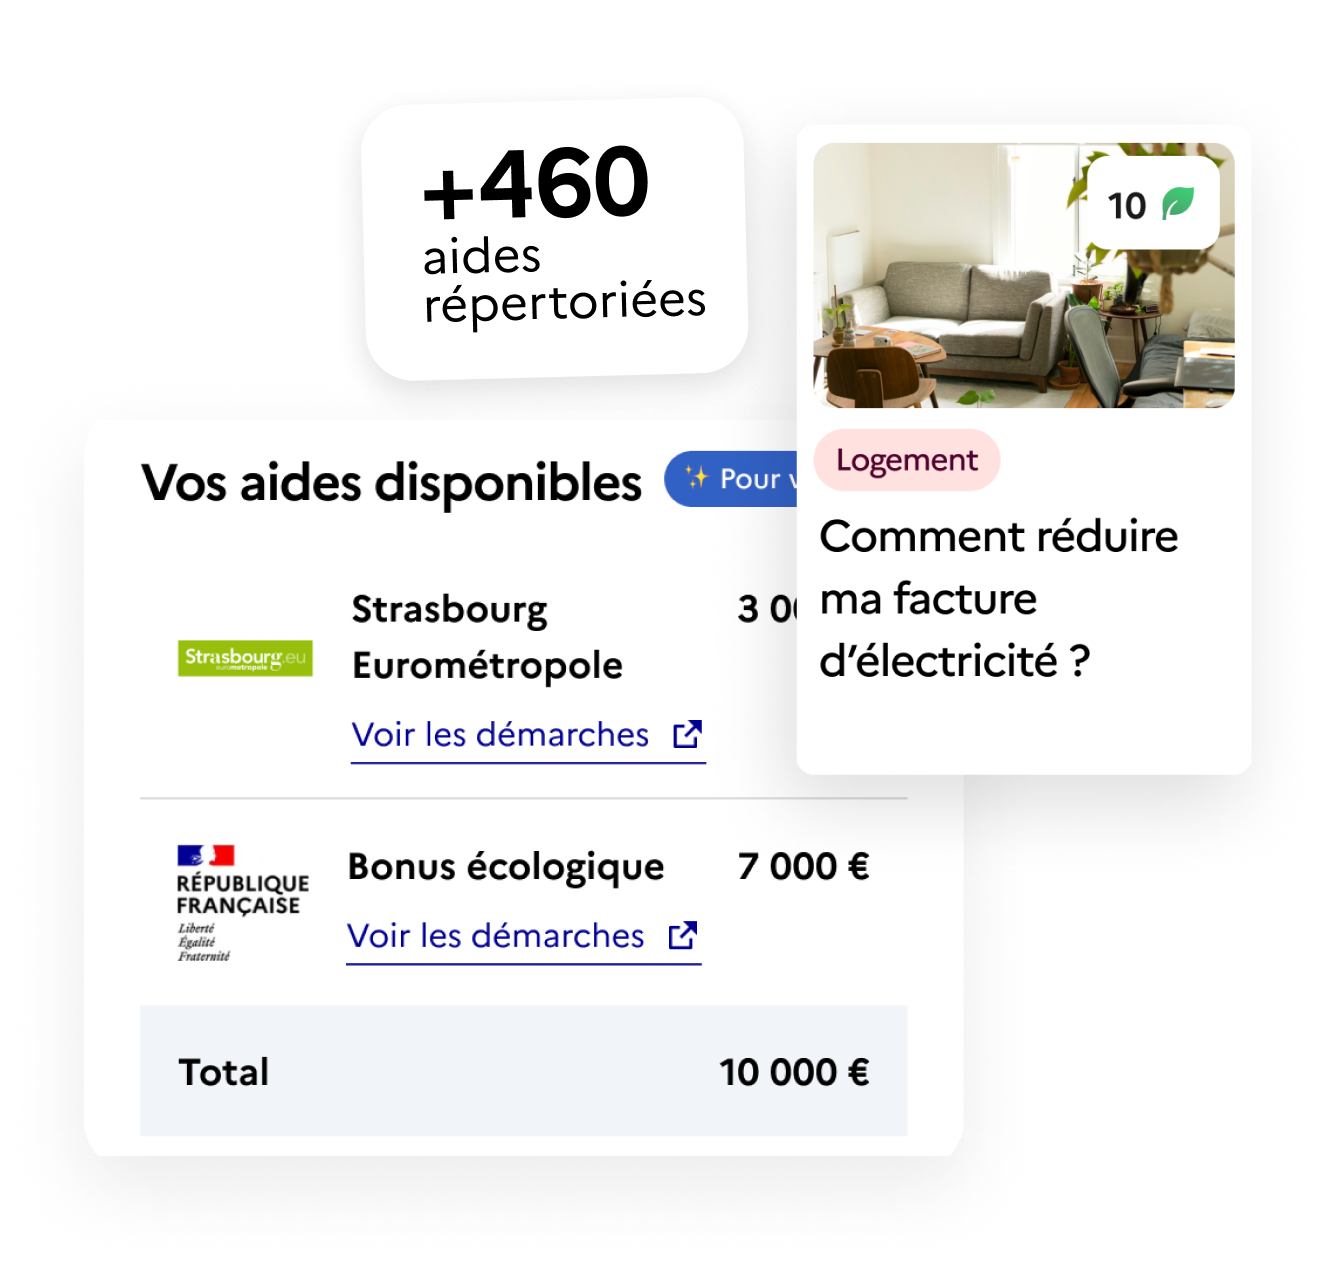 +460
aides
répertoriées
10
Logement
Comment réduire
ma facture
d’électricité ?
Vos aides disponibles
Pour
Strasbourg.eu
eurometropole
Strasbourg
Eurométropole
3 0
Voir les démarches
RÉPUBLIQUE
FRANÇAISE
Liberté
Égalité
Fraternité
Bonus écologique
7 000 €
Voir les démarches
Total
10 000 €